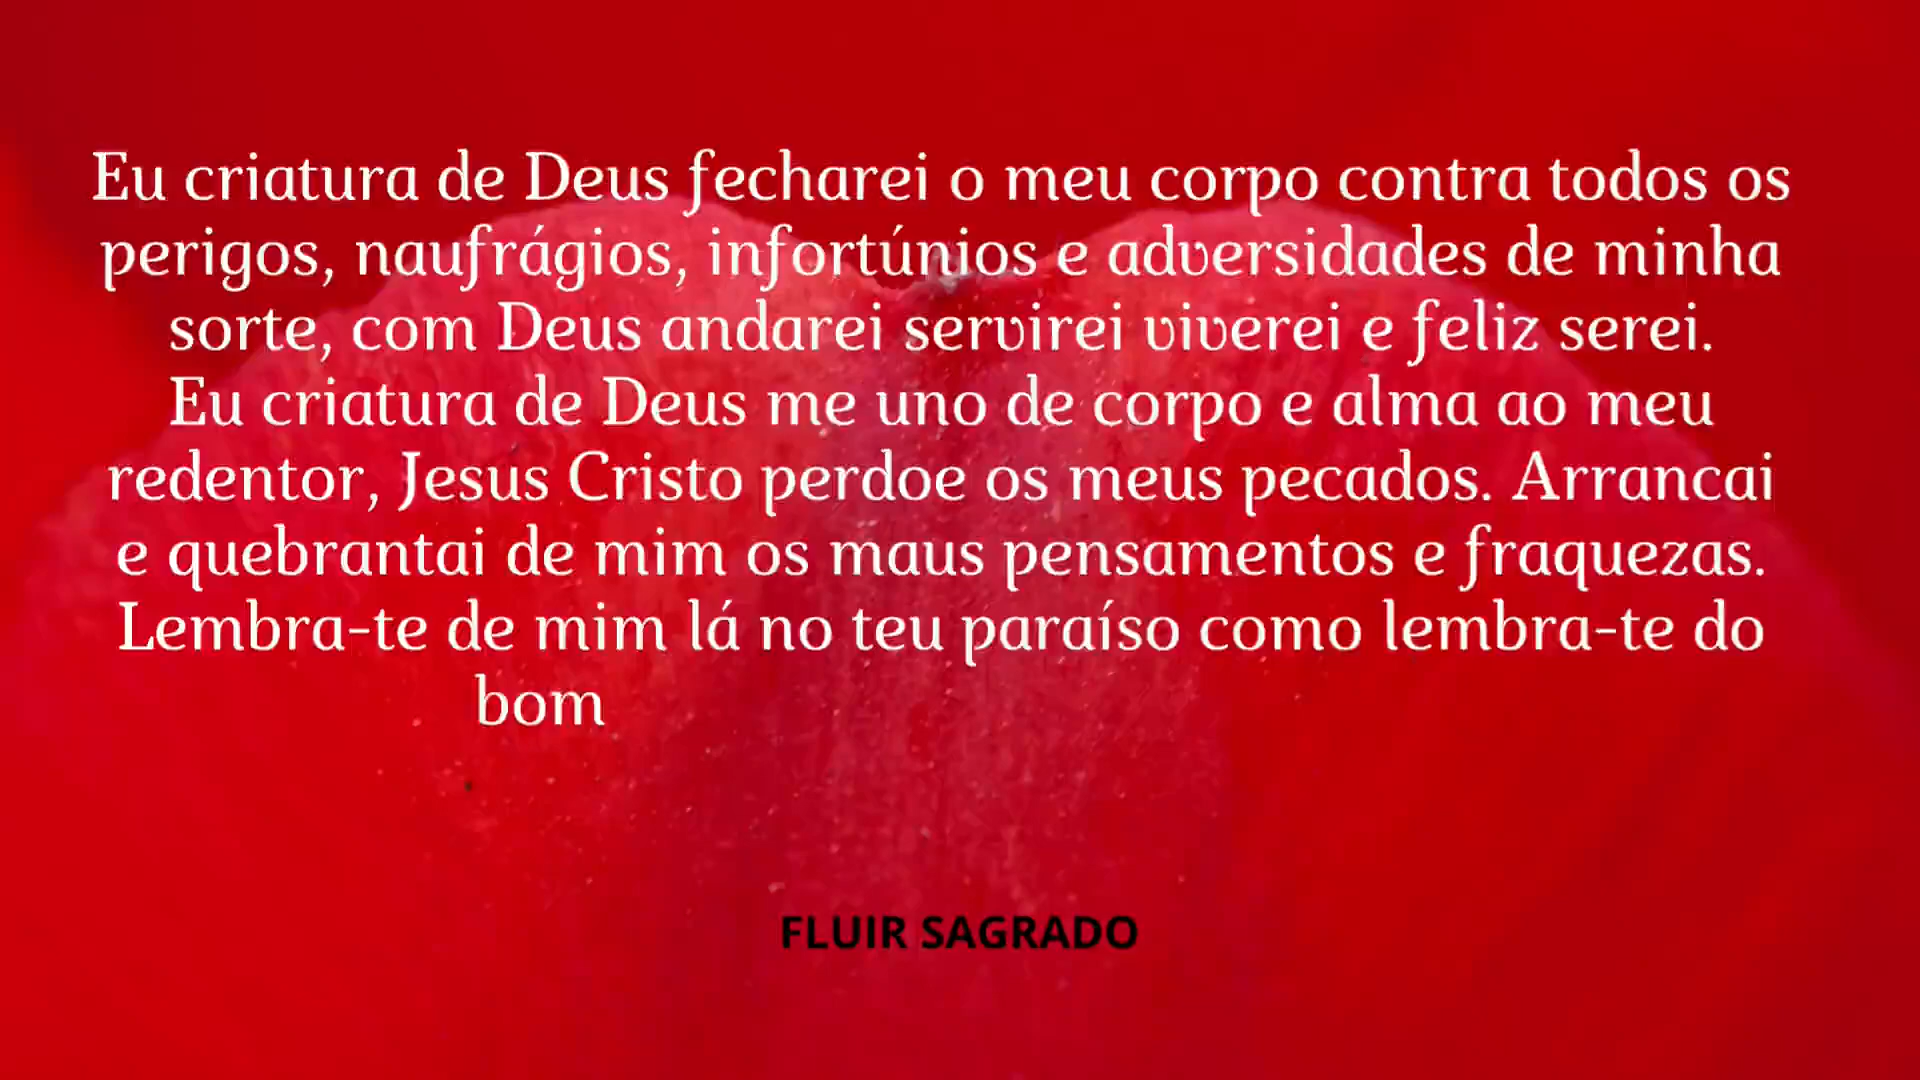 Eu criatura de Deus fecharei o meu corpo contra todos os
perigos, naufrágios, infortúnios e adversidades de minha
sorte, com Deus andarei servirei viverei e feliz serei.
Eu criatura de Deus me uno de corpo e alma ao meu
redentor, Jesus Cristo perdoe os meus pecados. Arrancai
e quebrantai de mim os maus pensamentos e fraquezas.
Lembra-te de mim lá no teu paraíso como lembra-te do
bom
FLUIR SAGRADO